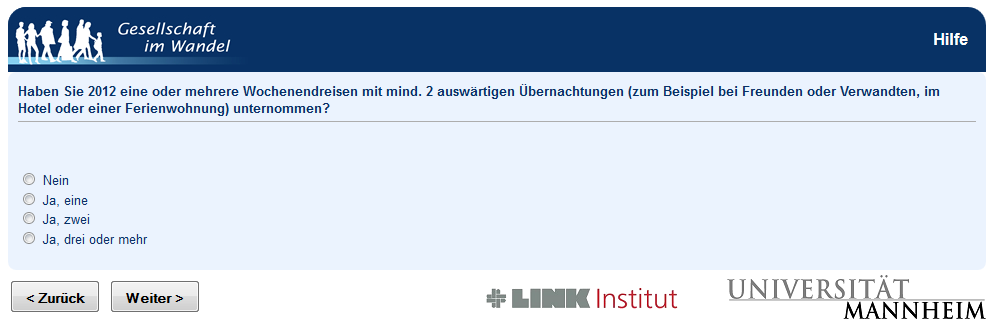 Gesellschaft
im Wandel
Hilfe
Haben Sie 2012 eine oder mehrere Wochenendreisen mit mind. 2 auswärtigen Übernachtungen (zum Beispiel bei Freunden oder Verwandten, im
Hotel oder einer Ferienwohnung) unternommen?
Nein
Ja, eine
Ja, zwei
Ja, drei oder mehr
< Zurück
Weiter >
LINK Institut
UNIVERSITÄT
MANNHEIM